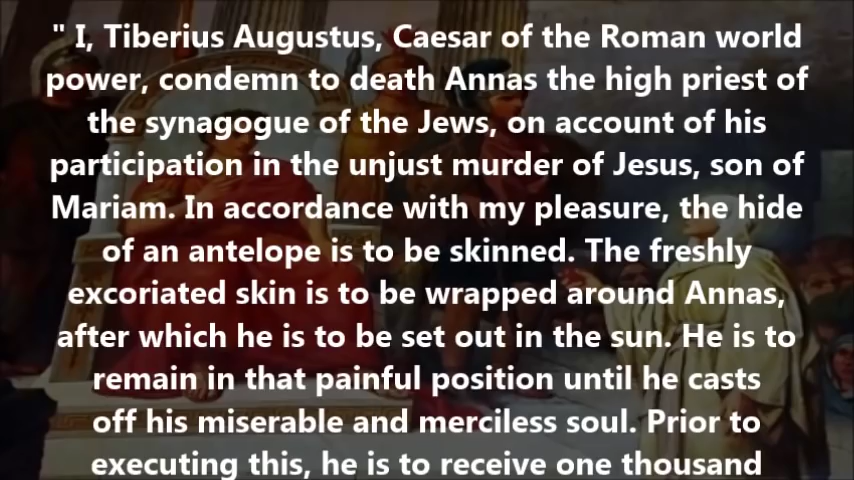 " I, Tiberius Augustus, Caesar of the Roman world
power, condemn to death Annas the high priest of
the synagogue of the Jews, on account of his
participation in the unjust murder of Jesus, son of
Mariam. In accordance with my pleasure, the hide
of an antelope is to be skinned. The freshly
excoriated skin is to be wrapped around Annas,
after which he is to be set out in the sun. He is to
remain in that painful position until he casts
off his miserable and merciless soul. Prior to
executing this, he is to receive one thousand